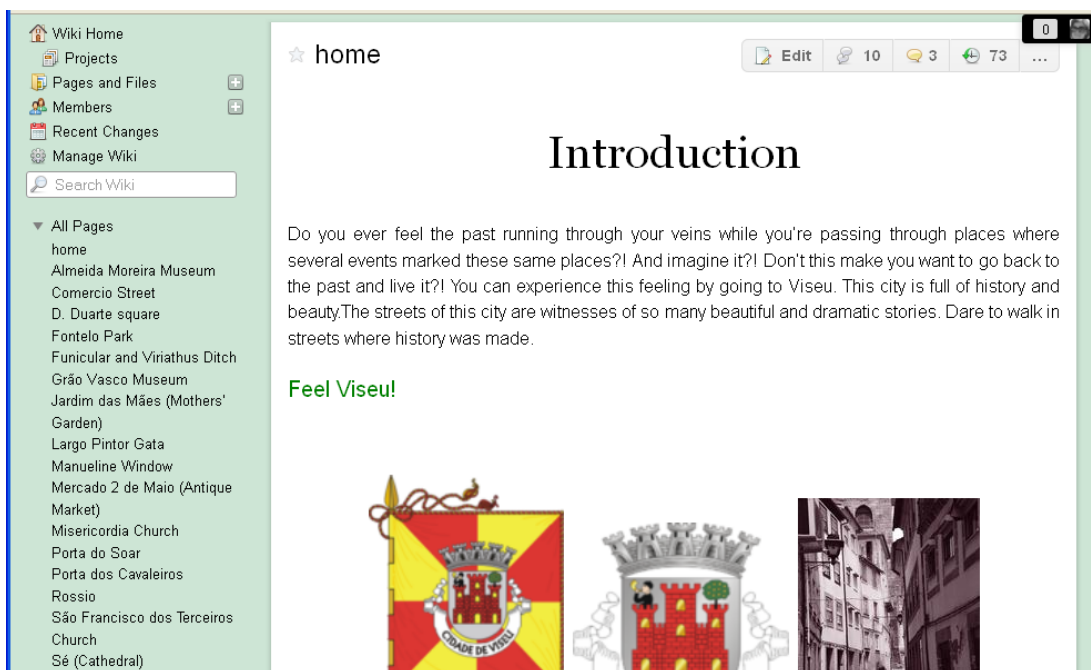 Wiki Home
Projects
Pages and Files
Members
Recent Changes
Manage Wiki
Search Wiki
All Pages
home
Almeida Moreira Museum
Comercio Street
D. Duarte square
Fontelo Park
Funicular and Viriathus Ditch
Grão Vasco Museum
Jardim das Mães (Mothers'
Garden)
Largo Pintor Gata
Manueline Window
Mercado 2 de Maio (Antique
Market)
Misericordia Church
Porta do Soar
Porta dos Cavaleiros
Rossio
São Francisco dos Terceiros
Church
Sé (Cathedral)
0
home
Edit 10 3 73 ...
Introduction
Do you ever feel the past running through your veins while you're passing through places where
several events marked these same places?! And imagine it?! Don't this make you want to go back to
the past and live it?! You can experience this feeling by going to Viseu. This city is full of history and
beauty.The streets of this city are witnesses of so many beautiful and dramatic stories. Dare to walk in
streets where history was made.
Feel Viseu!
CIDADE DE VISEU